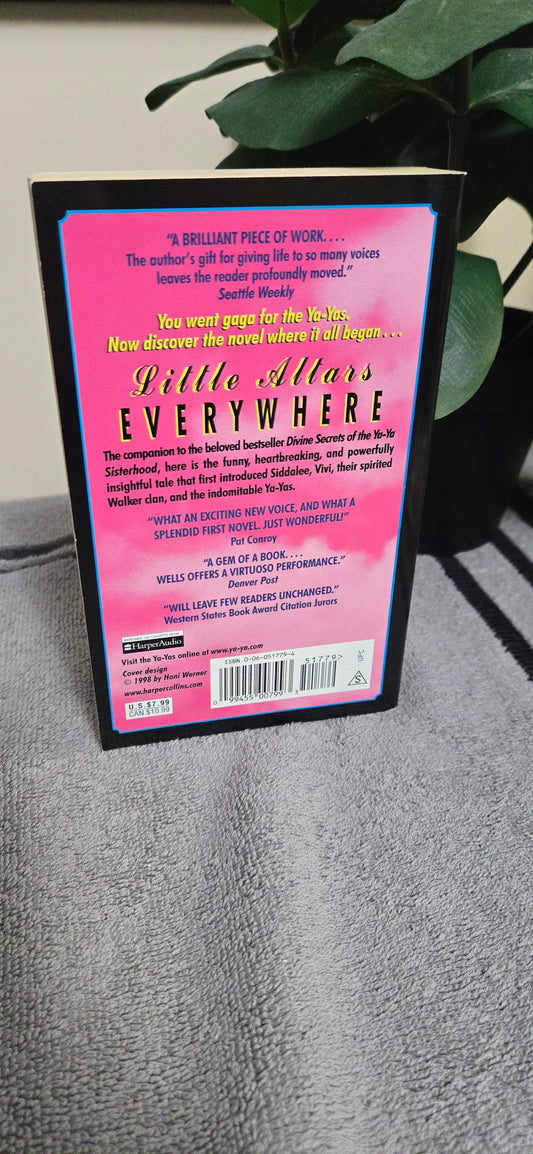 "A BRILLIANT PIECE OF WORK....
The author's gift for giving life to so many voices
leaves the reader profoundly moved."
Seattle Weekly
You went gaga for the Ya-Yas.
Now discover the novel where it all began...
Little Altars
EVERYWHERE
The companion to the beloved bestseller Divine Secrets of the Ya-Ya
Sisterhood, here is the funny, heartbreaking, and powerfully
insightful tale that first introduced Siddalee, Vivi, their spirited
Walker clan, and the indomitable Ya-Yas.
"WHAT AN EXCITING NEW VOICE, AND WHAT A
SPLENDID FIRST NOVEL. JUST WONDERFUL!"
Pat Conroy
"A GEM OF A BOOK....
WELLS OFFERS A VIRTUOSO PERFORMANCE."
Denver Post
"WILL LEAVE FEW READERS UNCHANGED."
Western States Book Award Citation Jurors
HarperAudio
Visit the Ya-Yas online at www.ya-ya.com
Cover design
© 1998 by Honi Werner
www.harpercollins.com
U.S. $7.99
CAN. $10.99
ISBN 0-06-051779-4
51779>
0 99455 00799 3
UPC
S